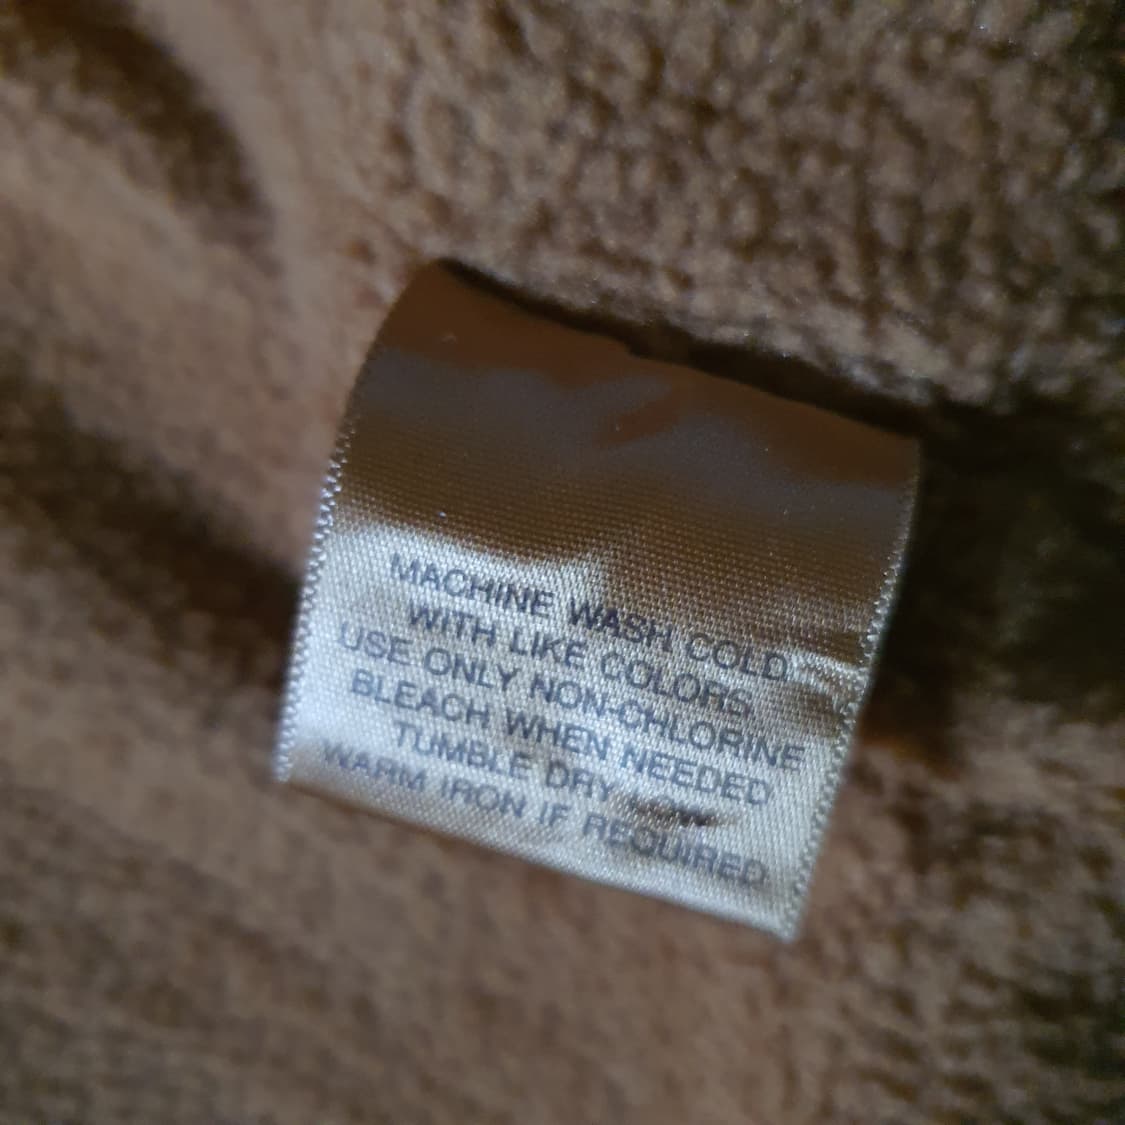 MACHINE WASH COLD
WITH LIKE COLORS
USE ONLY NON-CHLORINE
BLEACH WHEN NEEDED
TUMBLE DRY LOW
WARM IRON IF REQUIRED